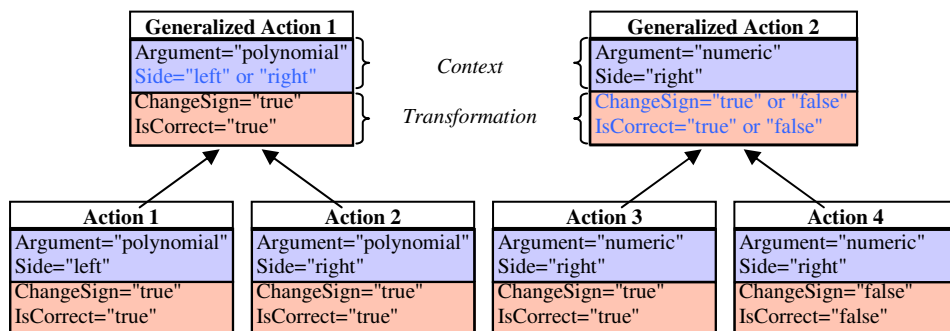 Generalized Action 1
Argument="polynomial"
Side="left" or "right"
ChangeSign="true"
IsCorrect="true"
Context
Transformation
Generalized Action 2
Argument="numeric"
Side="right"
ChangeSign="true" or "false"
IsCorrect="true" or "false"
Action 1
Argument="polynomial"
Side="left"
ChangeSign="true"
IsCorrect="true"
Action 2
Argument="polynomial"
Side="right"
ChangeSign="true"
IsCorrect="true"
Action 3
Argument="numeric"
Side="right"
ChangeSign="true"
IsCorrect="true"
Action 4
Argument="numeric"
Side="right"
ChangeSign="false"
IsCorrect="false"